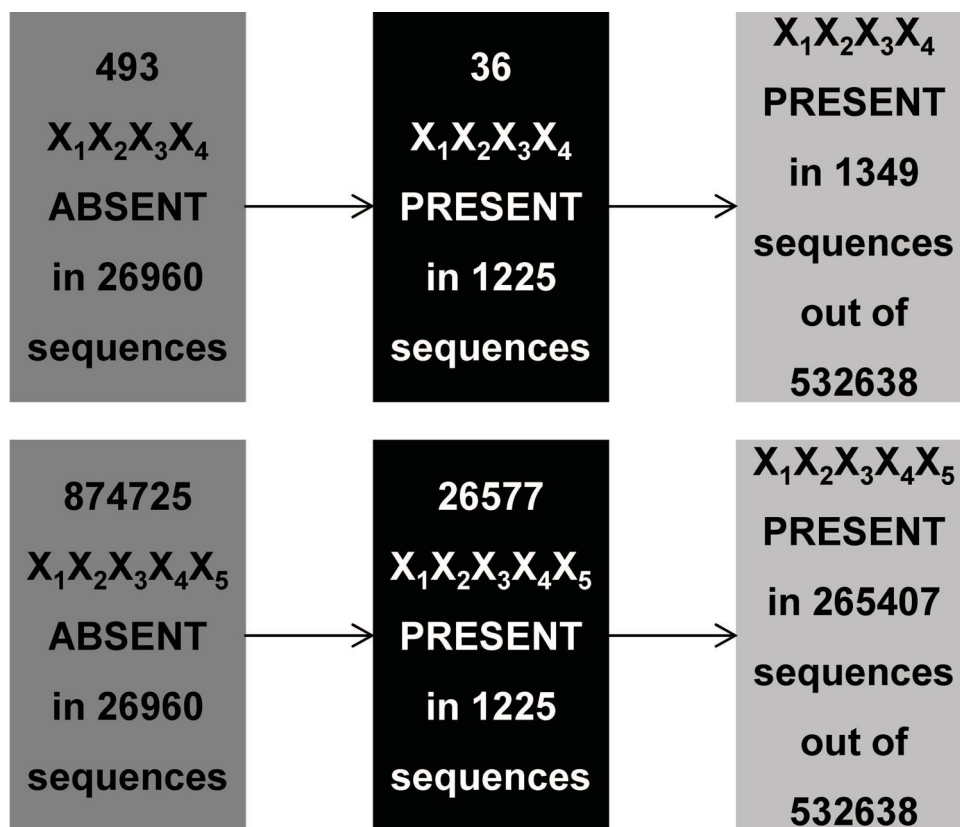 493
X₁X₂X₃X₄
ABSENT
in 26960
sequences
36
X₁X₂X₃X₄
PRESENT
in 1225
sequences
X₁X₂X₃X₄
PRESENT
in 1349
sequences
out of
532638
874725
X₁X₂X₃X₄X₅
ABSENT
in 26960
sequences
26577
X₁X₂X₃X₄X₅
PRESENT
in 1225
sequences
X₁X₂X₃X₄X₅
PRESENT
in 265407
sequences
out of
532638